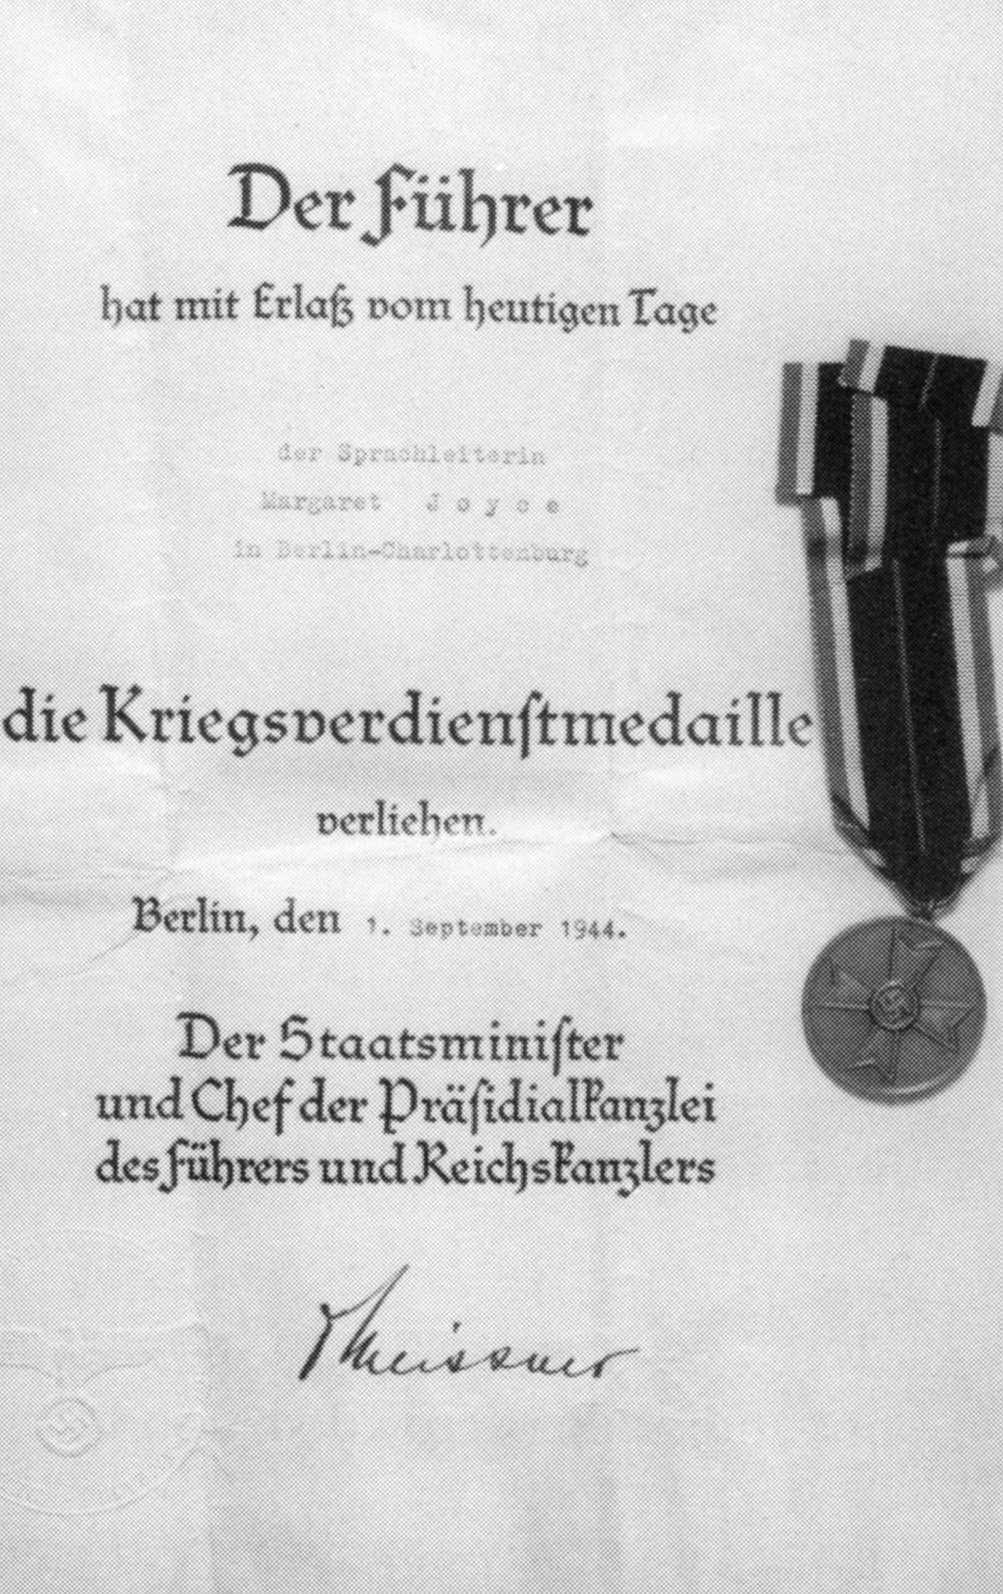 Der Führer
hat mit Erlaß vom heutigen Tage
der Sprachleiterin
Margaret J o y c e
in Berlin-Charlottenburg
die Kriegsverdienſtmedaille
verliehen.
Berlin, den 1. September 1944.
Der Staatsminiſter
und Chef der Präſidialkanzlei
des Führers und Reichskanzlers
Meissner